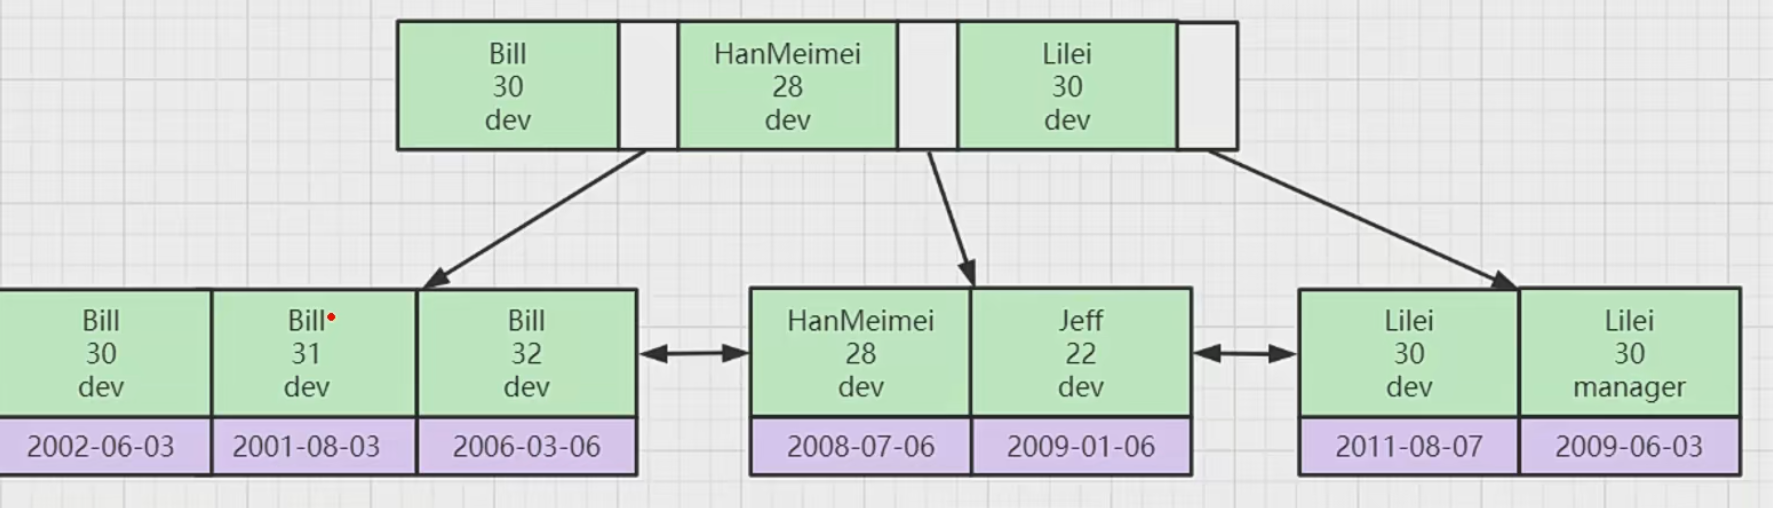 Bill
30
dev
HanMeimei
28
dev
Lilei
30
dev
Bill
30
dev
2002-06-03
Bill
31
dev
2001-08-03
Bill
32
dev
2006-03-06
HanMeimei
28
dev
2008-07-06
Jeff
22
dev
2009-01-06
Lilei
30
dev
2011-08-07
Lilei
30
manager
2009-06-03